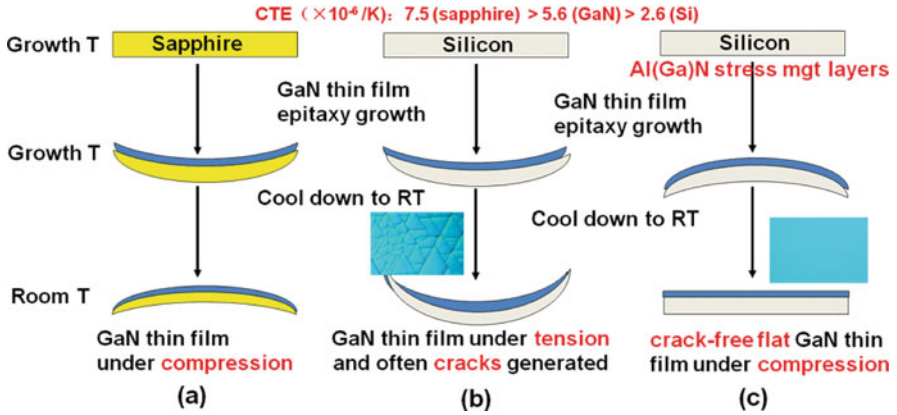 CTE (×10⁻⁶/K): 7.5 (sapphire) > 5.6 (GaN) > 2.6 (Si)
Growth T
Sapphire
Silicon
Silicon
Al(Ga)N stress mgt layers
GaN thin film
epitaxy growth
GaN thin film
epitaxy growth
Growth T
Cool down to RT
Cool down to RT
Room T
GaN thin film
under compression
GaN thin film under tension
and often cracks generated
crack-free flat GaN thin
film under compression
(a)
(b)
(c)